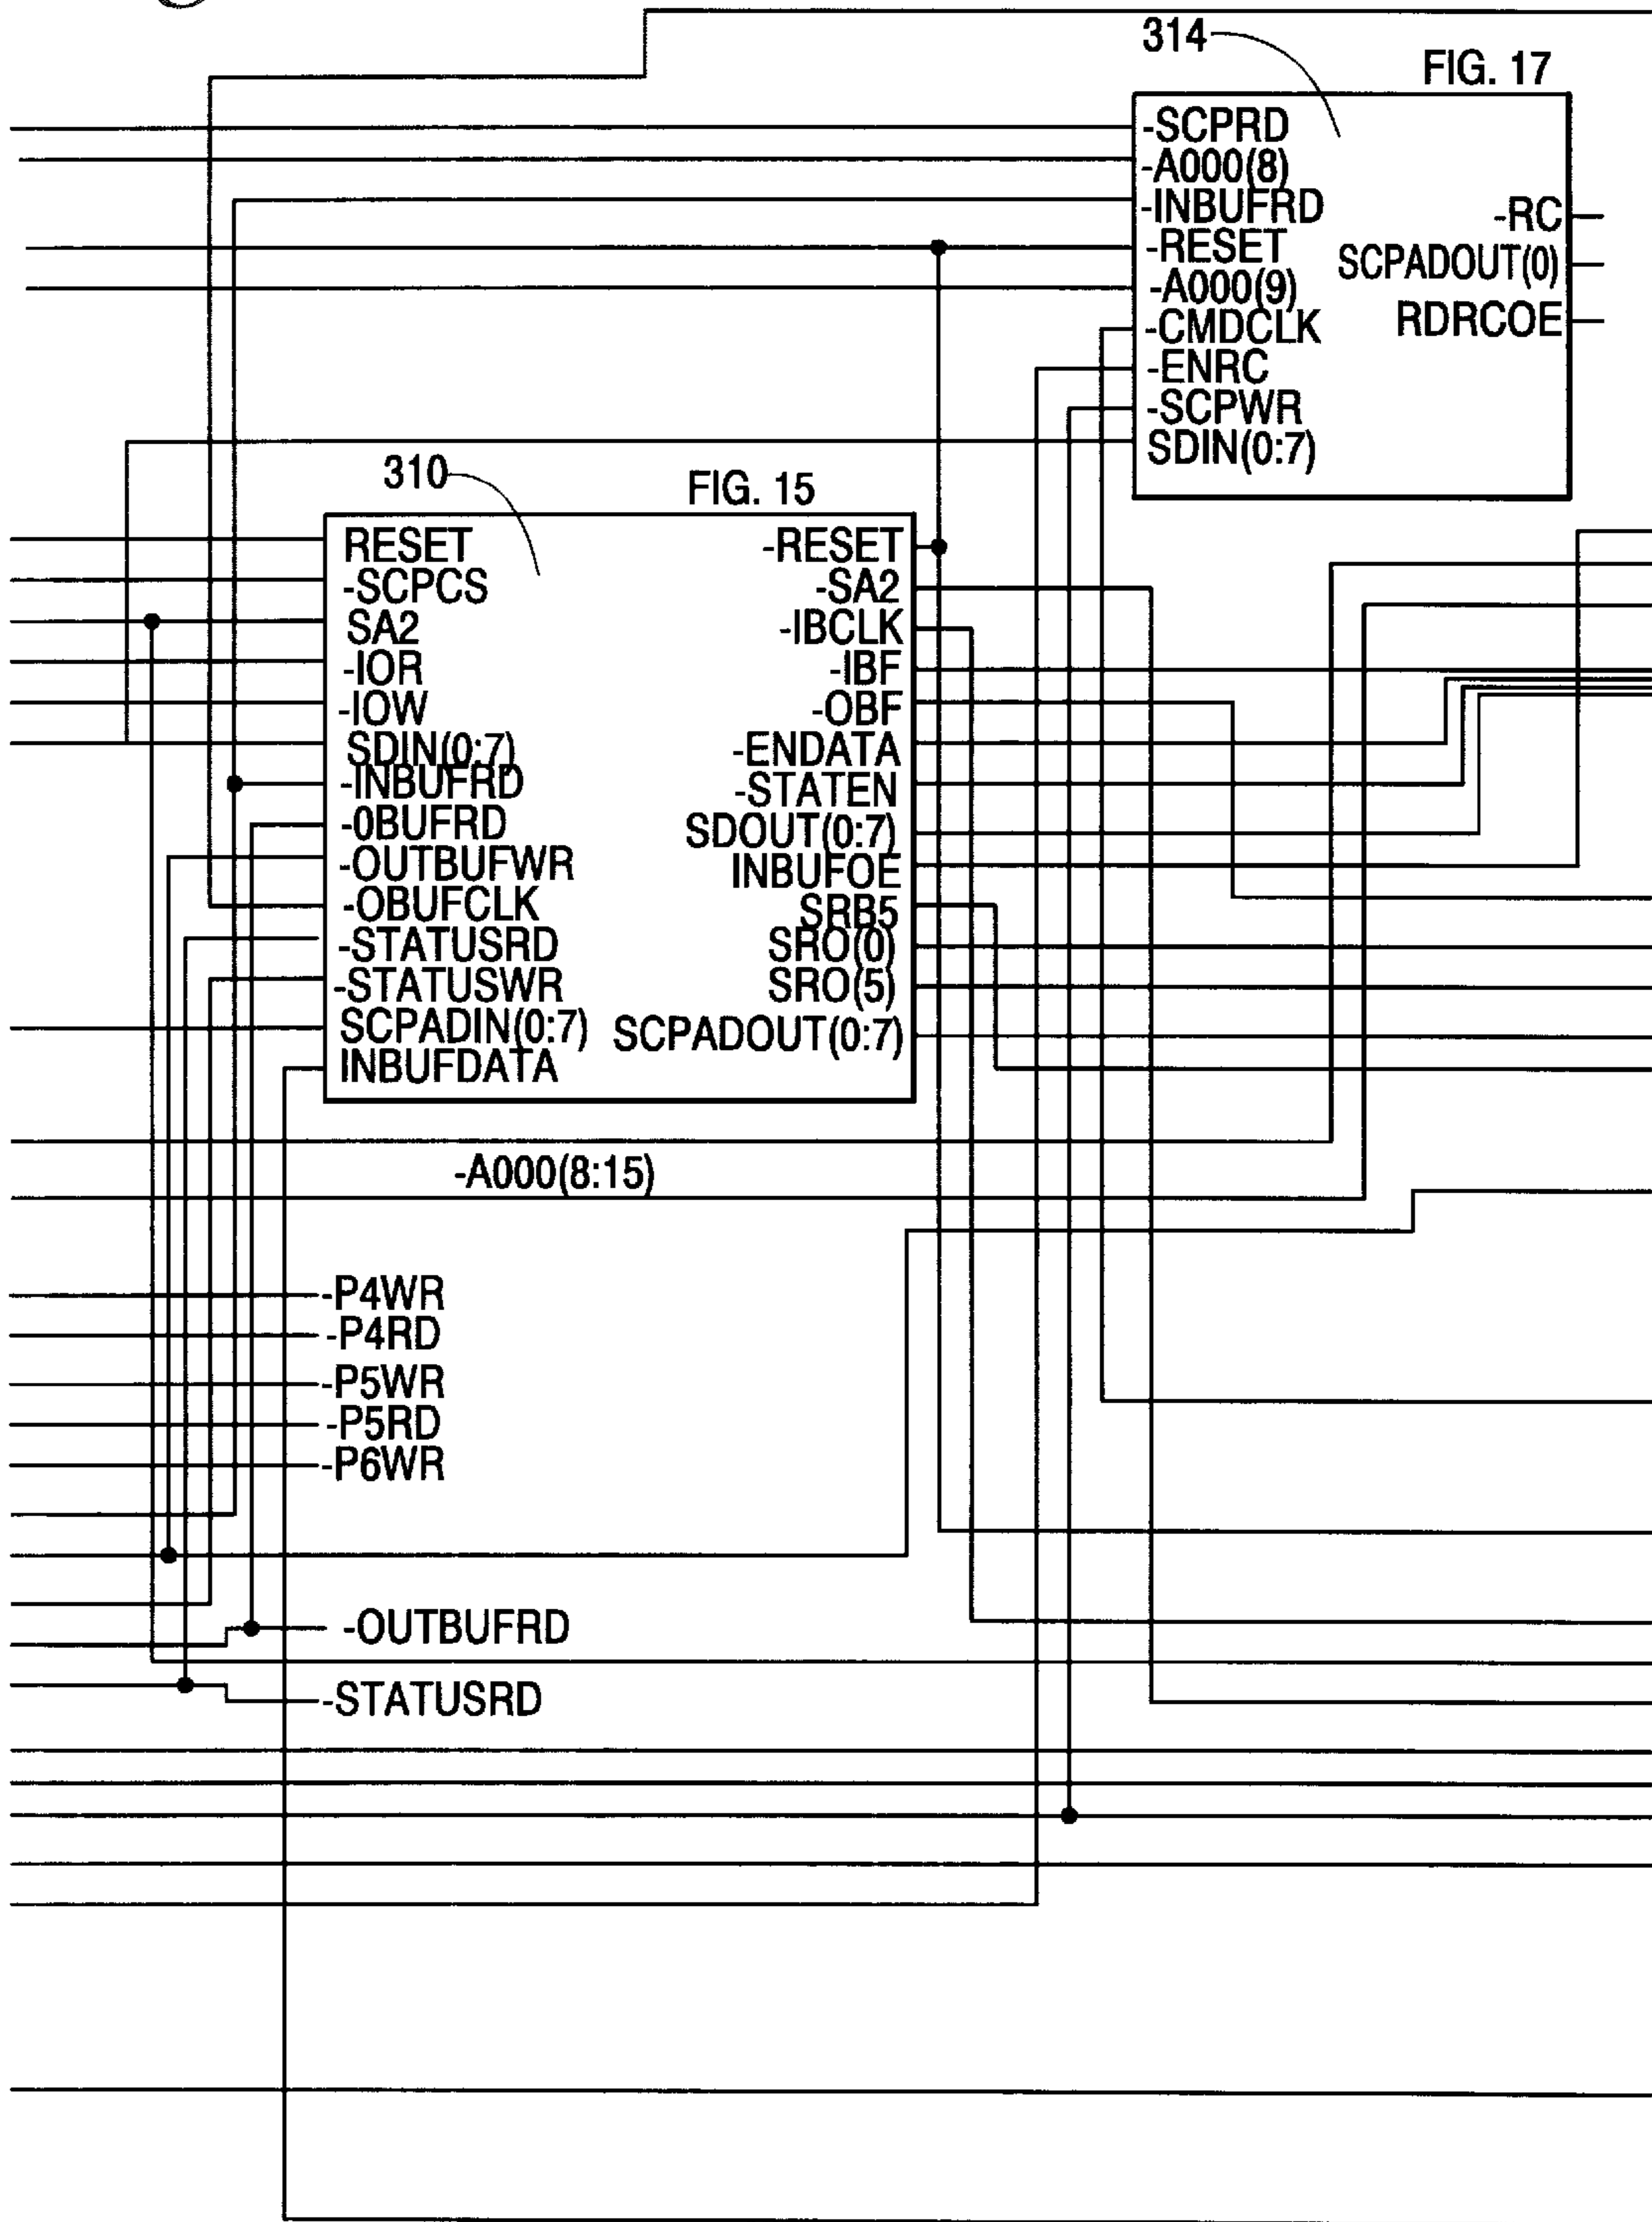 314
FIG. 17
-SCPRD
-A000(8)
-INBUFRD
-RESET
-A000(9)
-CMDCLK
-ENRC
-SCPWR
SDIN(0:7)
-RC
SCPADOUT(0)
RDRCOE
310
FIG. 15
RESET
-SCPCS
SA2
-IOR
-IOW
SDIN(0:7)
-INBUFRD
-0BUFRD
-OUTBUFWR
-OBUFCLK
-STATUSRD
-STATUSWR
SCPADIN(0:7)
INBUFDATA
-RESET
-SA2
-IBCLK
-IBF
-OBF
-ENDATA
-STATEN
SDOUT(0:7)
INBUFOE
SRB5
SRO(0)
SRO(5)
SCPADOUT(0:7)
-A000(8:15)
-P4WR
-P4RD
-P5WR
-P5RD
-P6WR
-OUTBUFRD
-STATUSRD